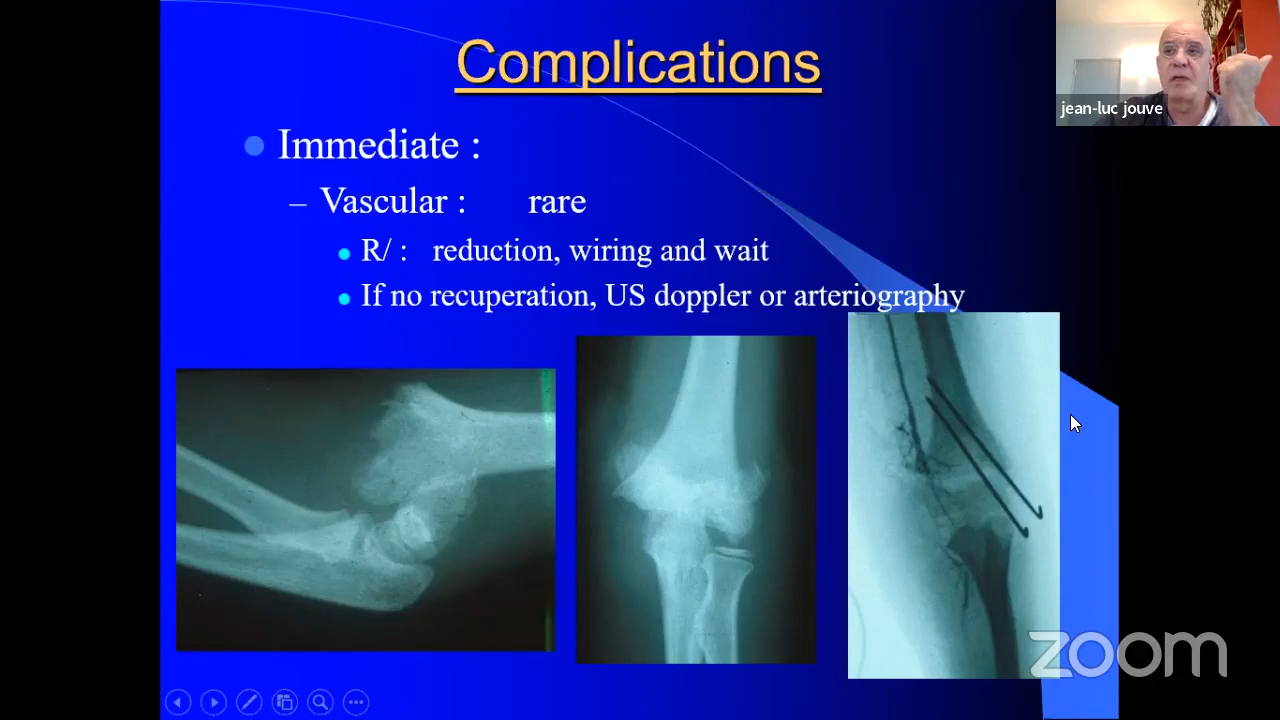 Complications
jean-luc jouve
Immediate :
– Vascular : rare
R/ : reduction, wiring and wait
If no recuperation, US doppler or arteriography
zoom